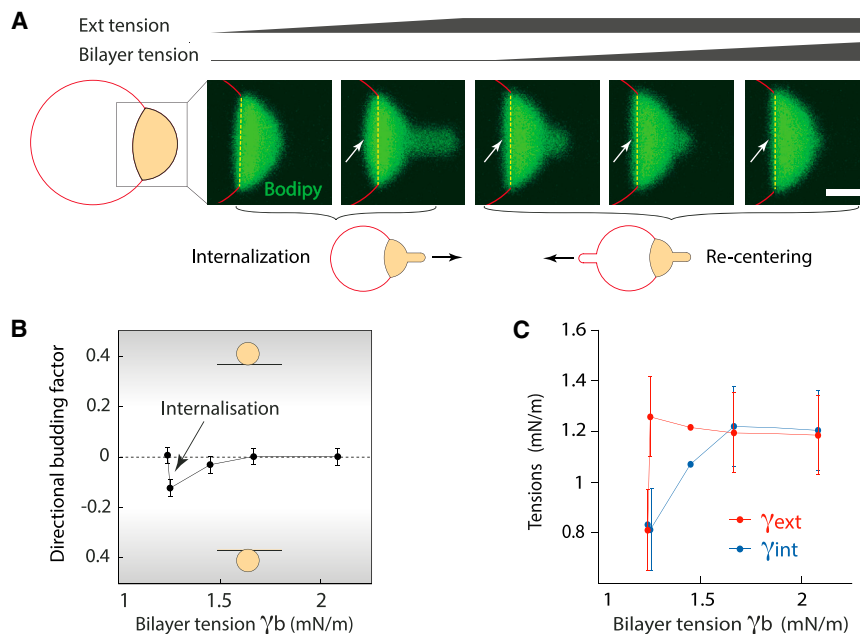 A
Ext tension
Bilayer tension
Bodipy
Internalization
Re-centering
B
Directional budding factor
0.4
0.2
0
-0.2
0.4
Internalisation
1
1.5
2
Bilayer tension γb (mN/m)
C
Tensions (mN/m)
1.6
1.4
1.2
1
0.8
γext
γint
1
1.5
2
Bilayer tension γb (mN/m)